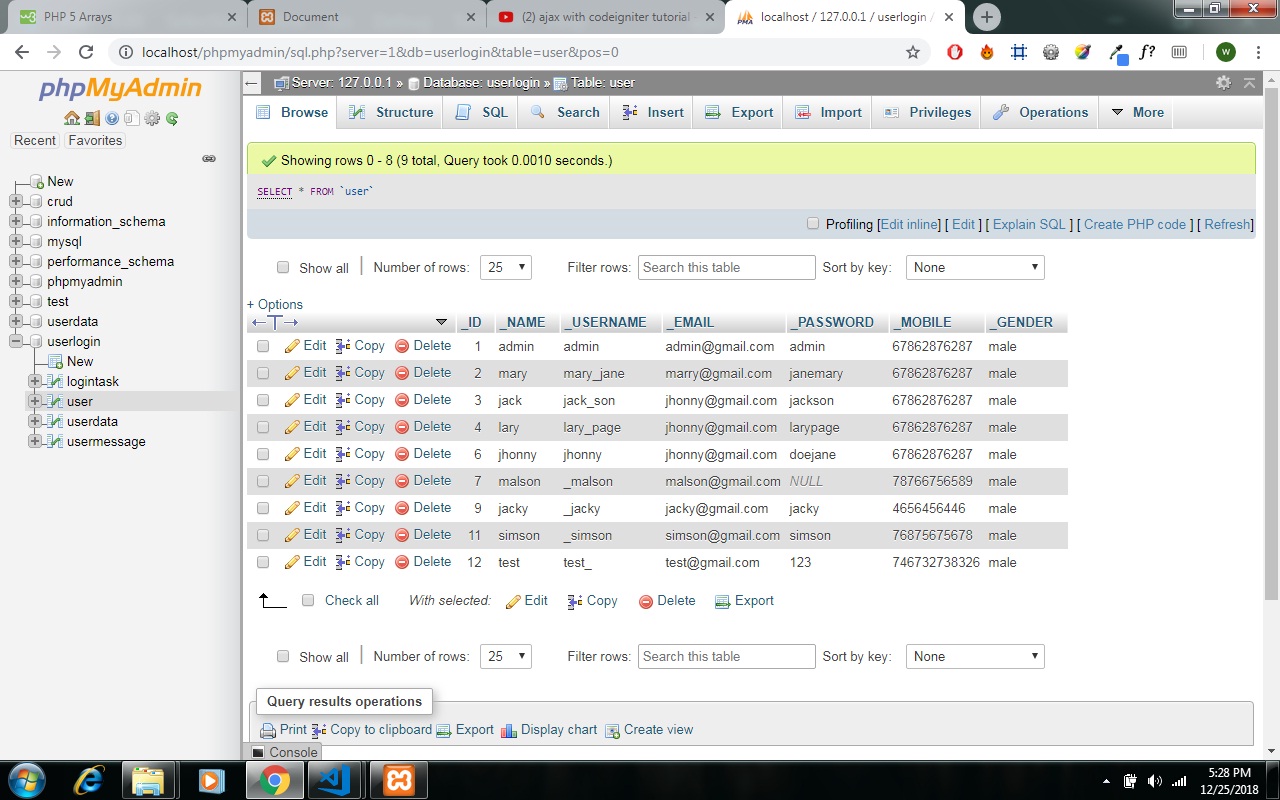 PHP 5 Arrays
Document
(2) ajax with codeigniter tutorial
localhost / 127.0.0.1 / userlogin /
localhost/phpmyadmin/sql.php?server=1&db=userlogin&table=user&pos=0
f?
W
phpMyAdmin
Recent Favorites
New
crud
information_schema
mysql
performance_schema
phpmyadmin
test
userdata
userlogin
New
logintask
user
userdata
usermessage
Server: 127.0.0.1 » Database: userlogin » Table: user
Browse Structure SQL Search Insert Export Import Privileges Operations More
Showing rows 0 - 8 (9 total, Query took 0.0010 seconds.)
SELECT * FROM `user`
Profiling [Edit inline] [ Edit ] [ Explain SQL ] [ Create PHP code ] [ Refresh]
Show all | Number of rows: 25 Filter rows: Search this table Sort by key: None
+ Options
_ID _NAME _USERNAME _EMAIL _PASSWORD _MOBILE _GENDER
Edit Copy Delete 1 admin admin admin@gmail.com admin 67862876287 male
Edit Copy Delete 2 mary mary_jane marry@gmail.com janemary 67862876287 male
Edit Copy Delete 3 jack jack_son jhonny@gmail.com jackson 67862876287 male
Edit Copy Delete 4 lary lary_page jhonny@gmail.com larypage 67862876287 male
Edit Copy Delete 6 jhonny jhonny jhonny@gmail.com doejane 67862876287 male
Edit Copy Delete 7 malson _malson malson@gmail.com NULL 78766756589 male
Edit Copy Delete 9 jacky _jacky jacky@gmail.com jacky 4656456446 male
Edit Copy Delete 11 simson _simson simson@gmail.com simson 76875675678 male
Edit Copy Delete 12 test test_ test@gmail.com 123 746732738326 male
Check all With selected: Edit Copy Delete Export
Show all | Number of rows: 25 Filter rows: Search this table Sort by key: None
Query results operations
Print Copy to clipboard Export Display chart Create view
Console
5:28 PM
12/25/2018